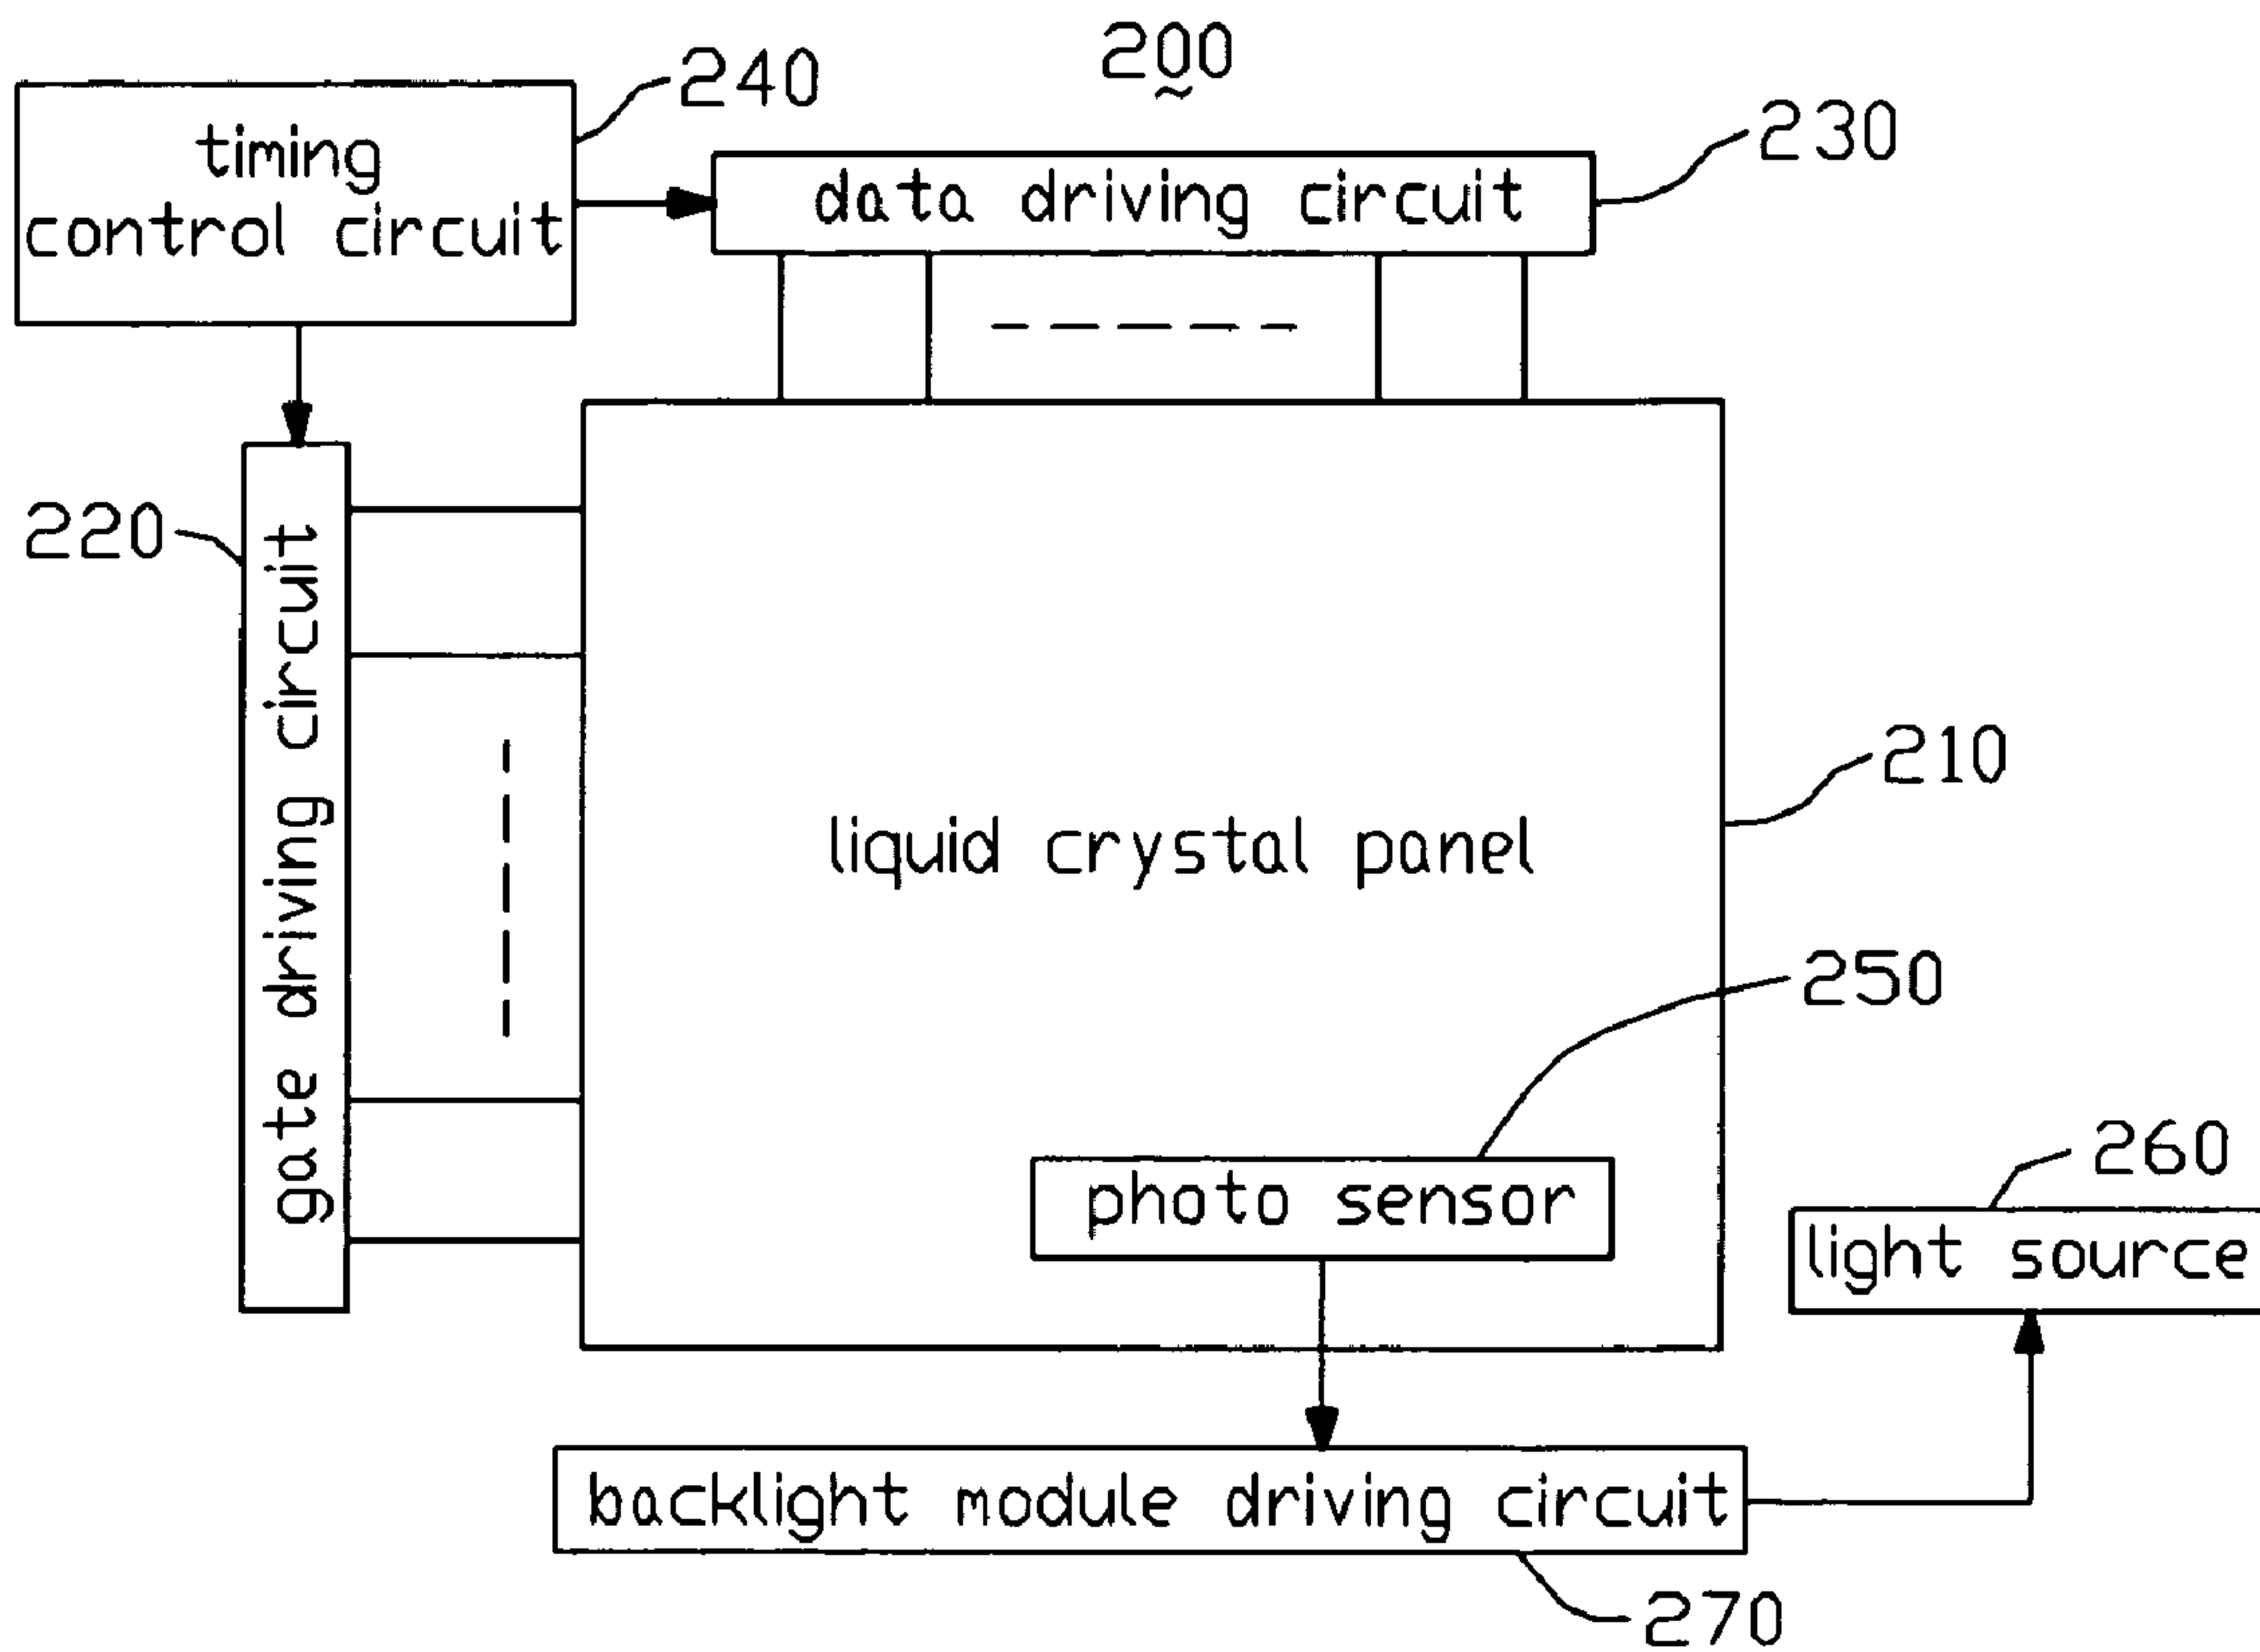 200
240
timing
control circuit
230
data driving circuit
220
gate driving circuit
210
liquid crystal panel
250
photo sensor
260
light source
backlight module driving circuit
270